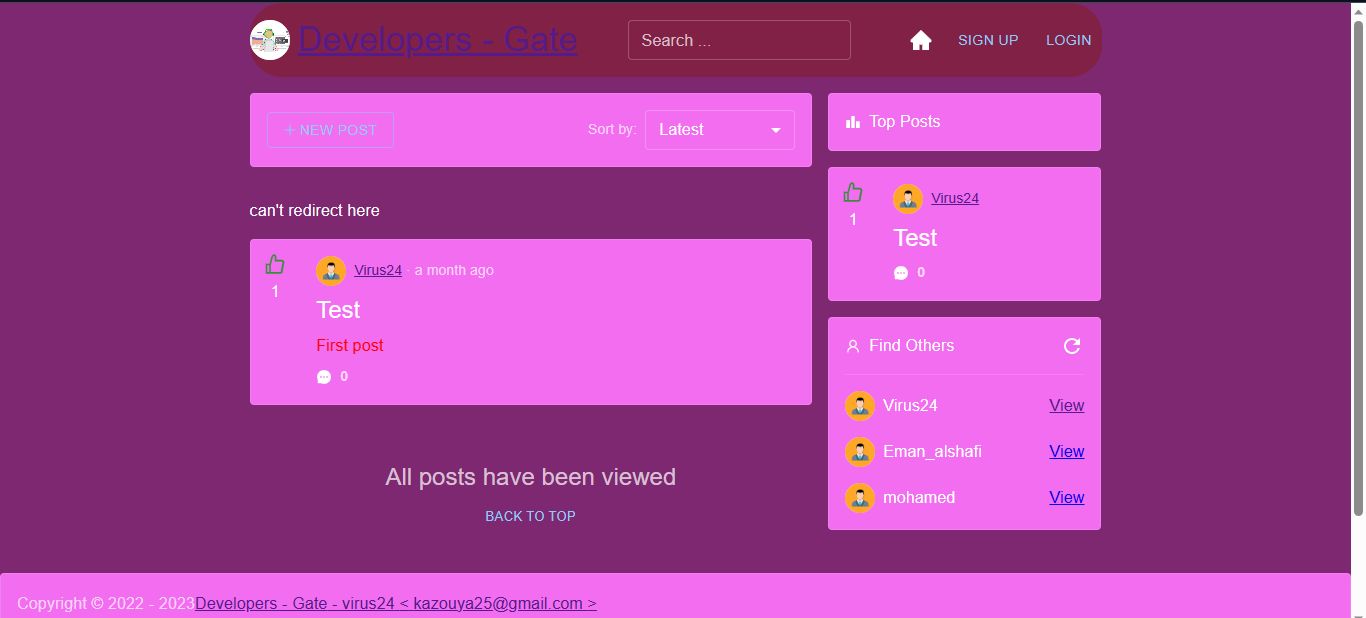 Developers - Gate
Search ...
SIGN UP
LOGIN
+ NEW POST
Sort by:
Latest
can't redirect here
1
Virus24 · a month ago
Test
First post
0
All posts have been viewed
BACK TO TOP
Top Posts
1
Virus24
Test
0
Find Others
Virus24 View
Eman_alshafi View
mohamed View
Copyright © 2022 - 2023Developers - Gate - virus24 < kazouya25@gmail.com >